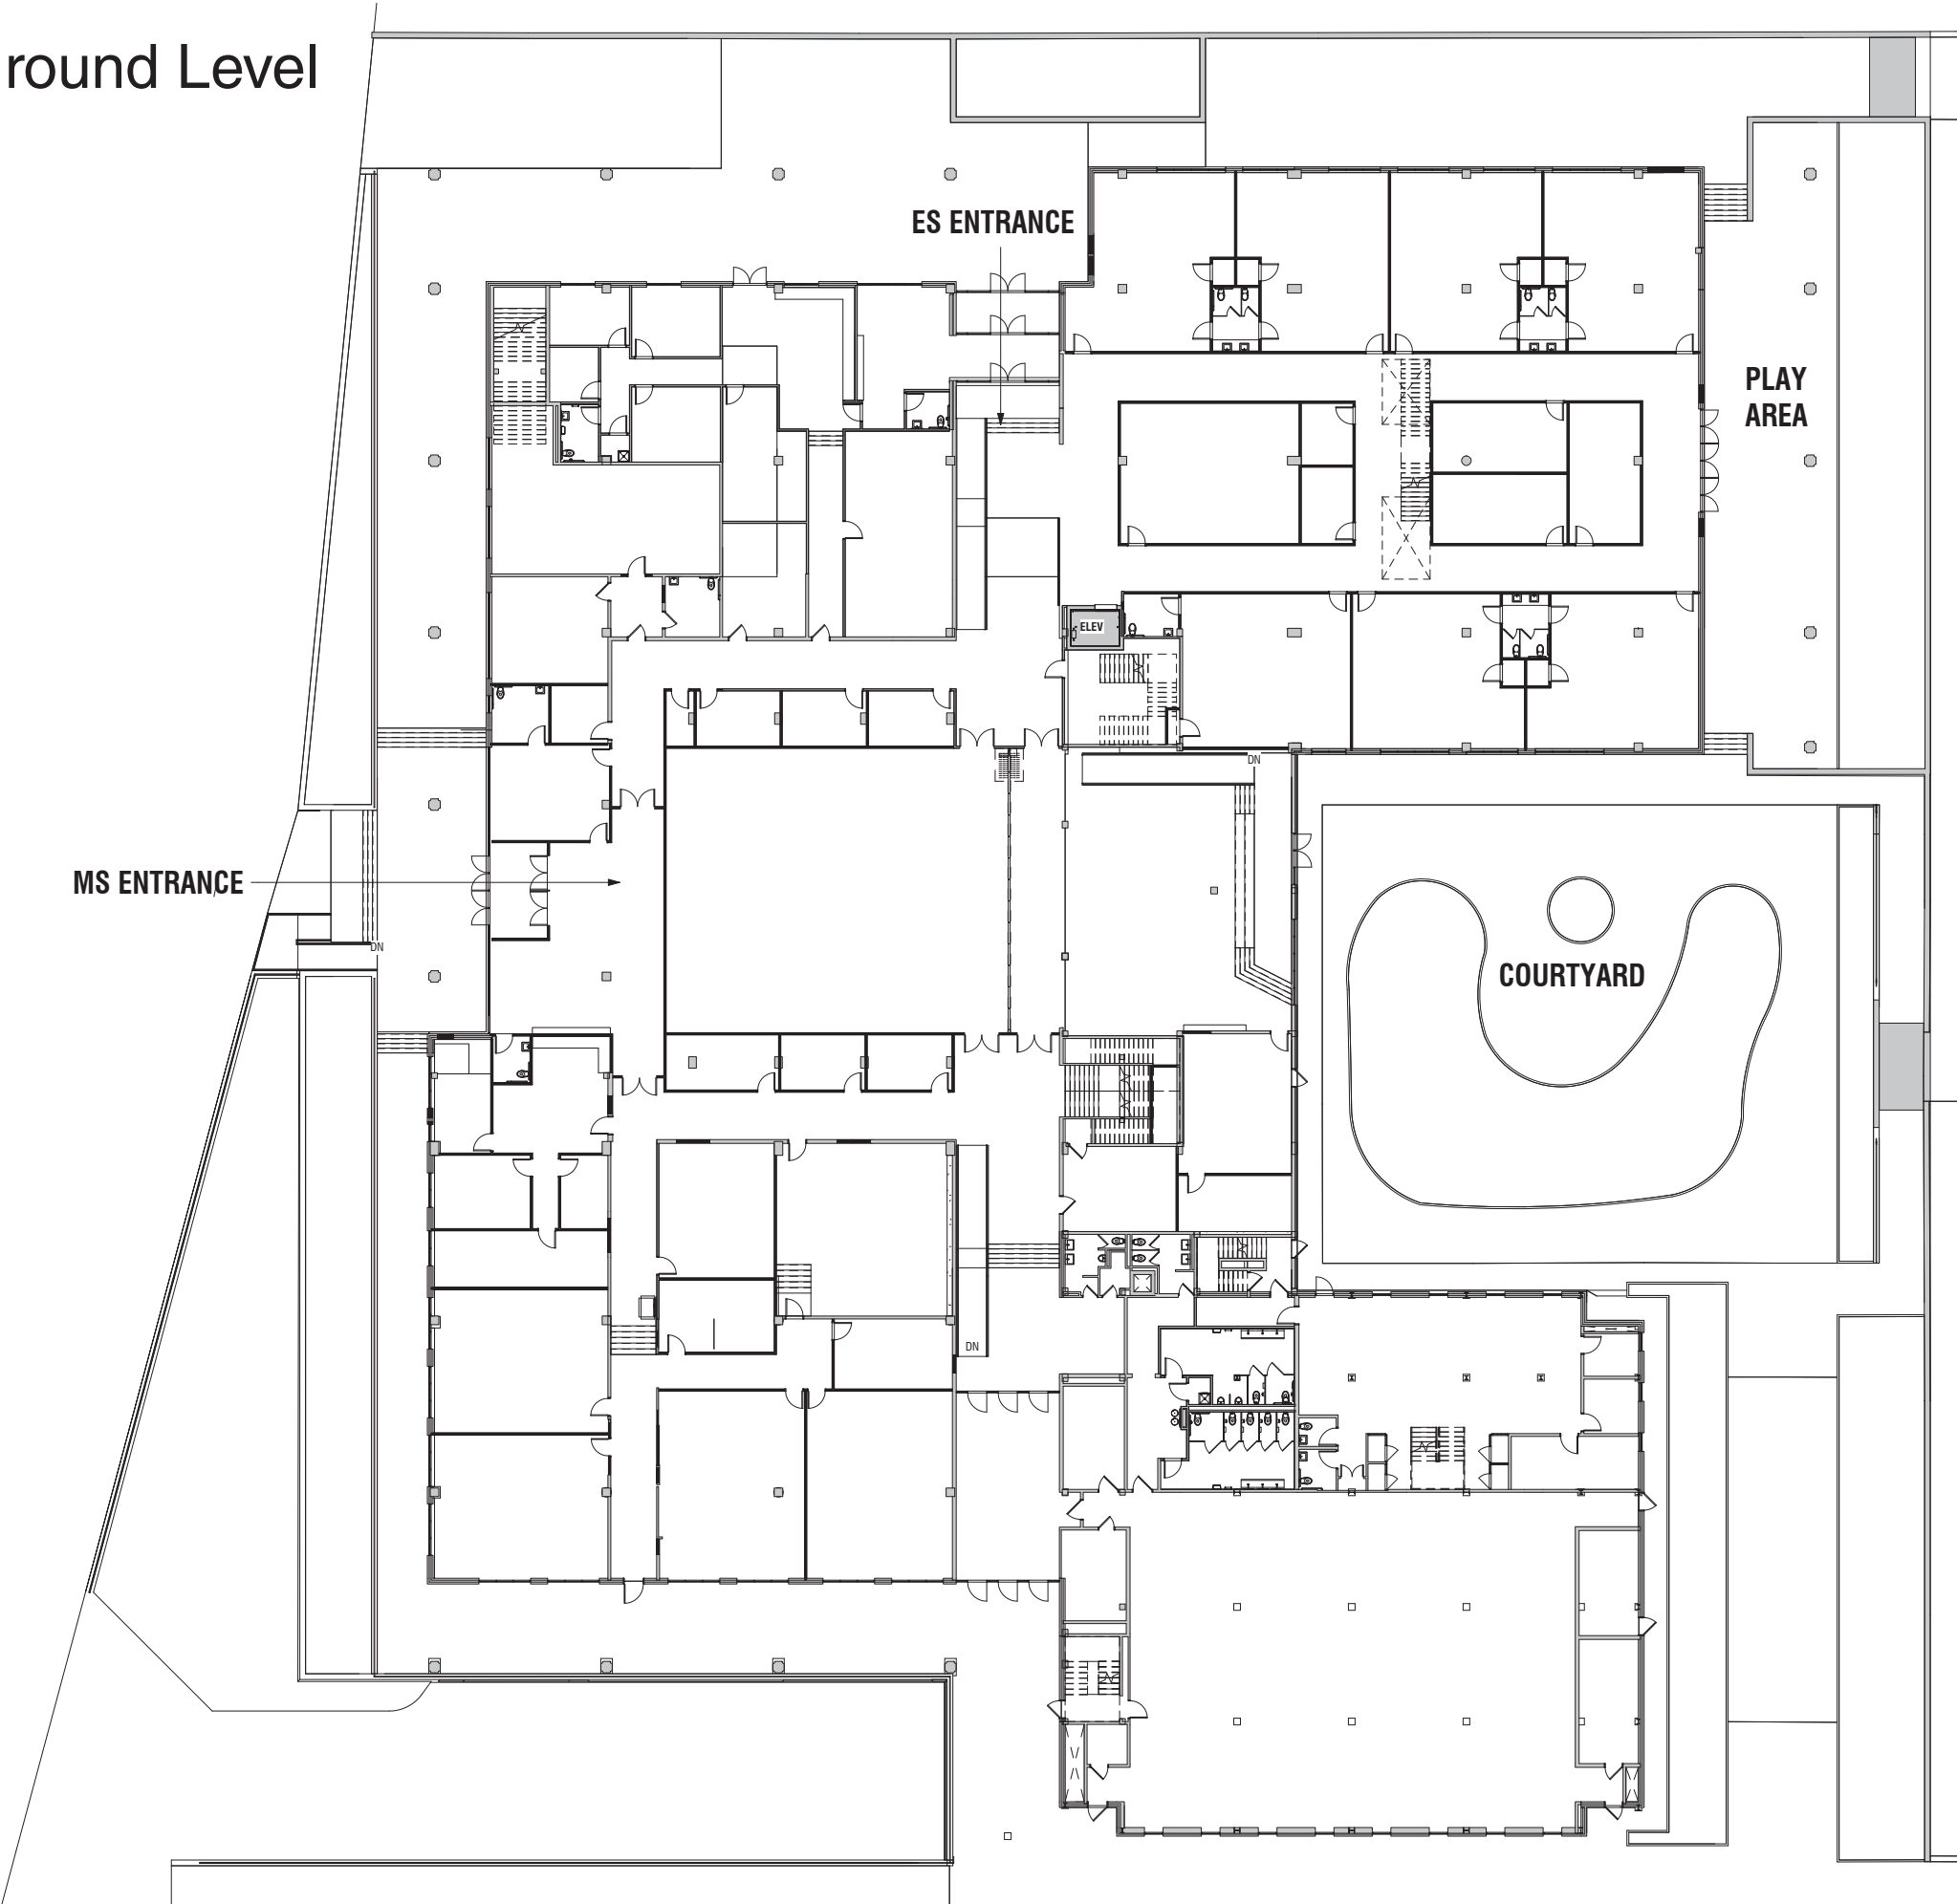 round Level
ES ENTRANCE
PLAY
AREA
ELEV
DN
MS ENTRANCE
DN
COURTYARD
DN